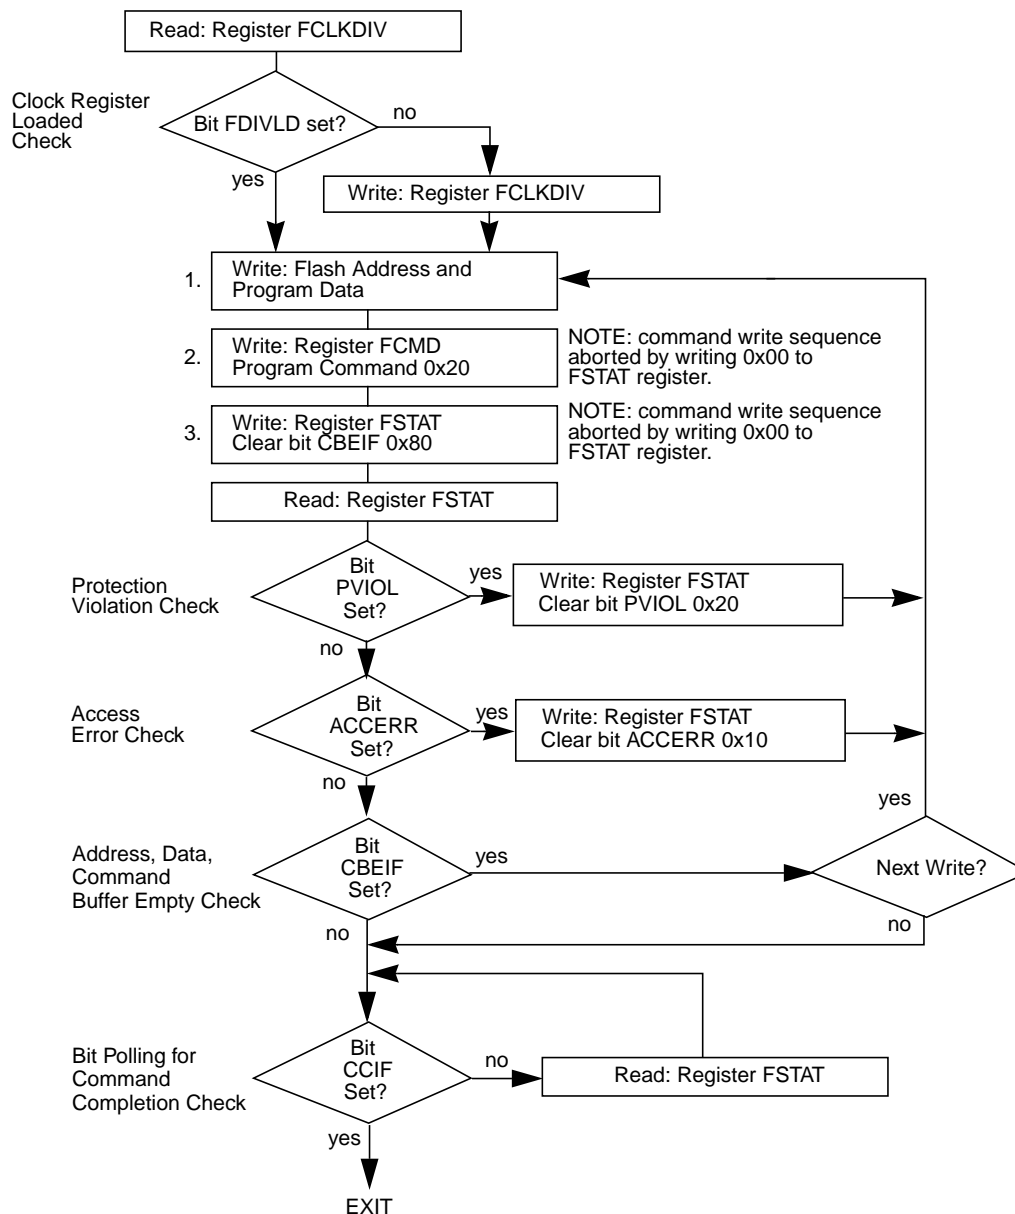 Read: Register FCLKDIV
Clock Register
Loaded
Check
Bit FDIVLD set?
no
yes
Write: Register FCLKDIV
1.
Write: Flash Address and
Program Data
2.
Write: Register FCMD
Program Command 0x20
NOTE: command write sequence
aborted by writing 0x00 to
FSTAT register.
3.
Write: Register FSTAT
Clear bit CBEIF 0x80
NOTE: command write sequence
aborted by writing 0x00 to
FSTAT register.
Read: Register FSTAT
Protection
Violation Check
Bit
PVIOL
Set?
yes
Write: Register FSTAT
Clear bit PVIOL 0x20
no
Access
Error Check
Bit
ACCERR
Set?
yes
Write: Register FSTAT
Clear bit ACCERR 0x10
no
yes
Address, Data,
Command
Buffer Empty Check
Bit
CBEIF
Set?
yes
Next Write?
no
no
Bit Polling for
Command
Completion Check
Bit
CCIF
Set?
no
Read: Register FSTAT
yes
EXIT